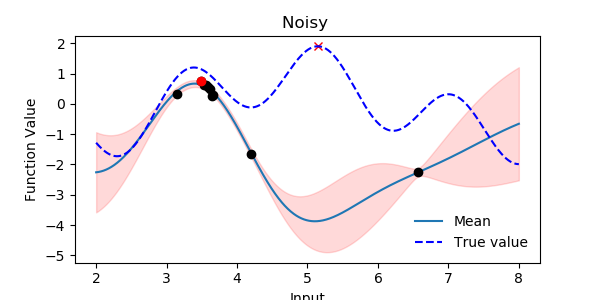 Noisy
Function Value
2
1
0
−1
−2
−3
−4
−5
Mean
True value
2 3 4 5 6 7 8
Input